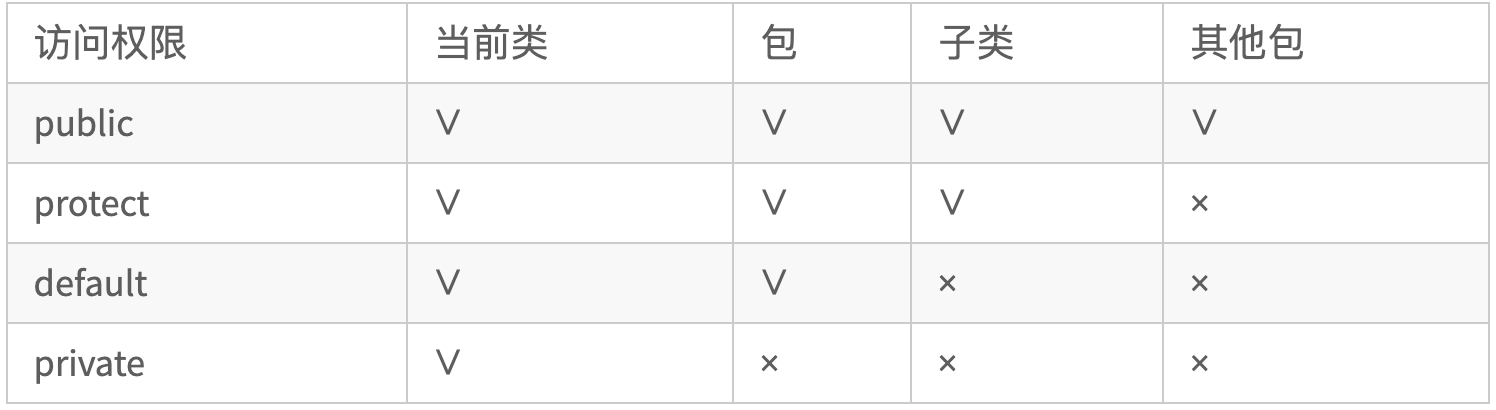 访问权限 当前类 包 子类 其他包
public V V V V
protect V V V ×
default V V × ×
private V × × ×